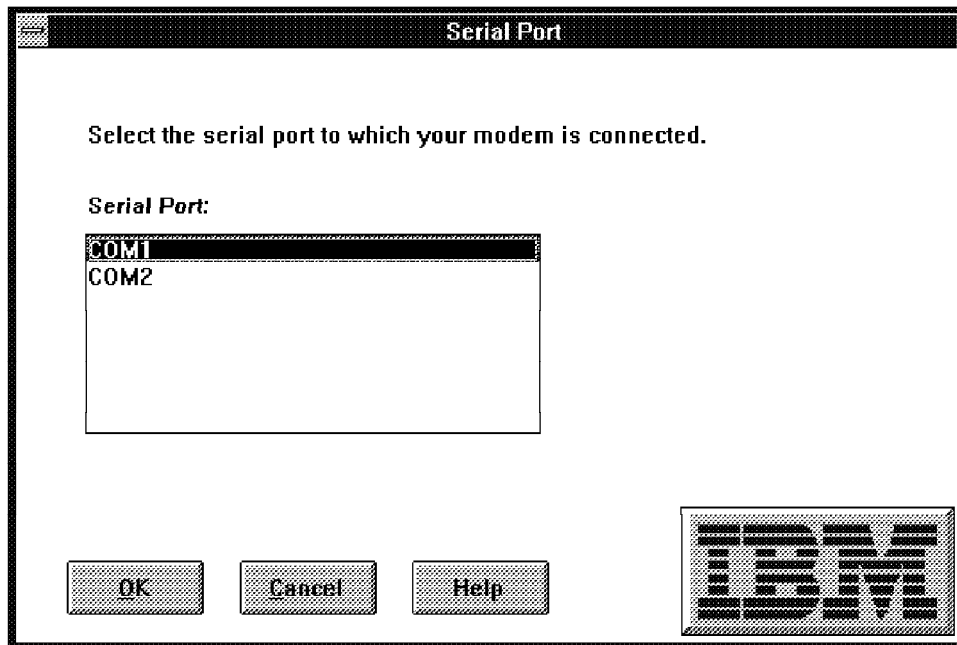 Serial Port
Select the serial port to which your modem is connected.
Serial Port:
COM1
COM2
OK
Cancel
Help
IBM